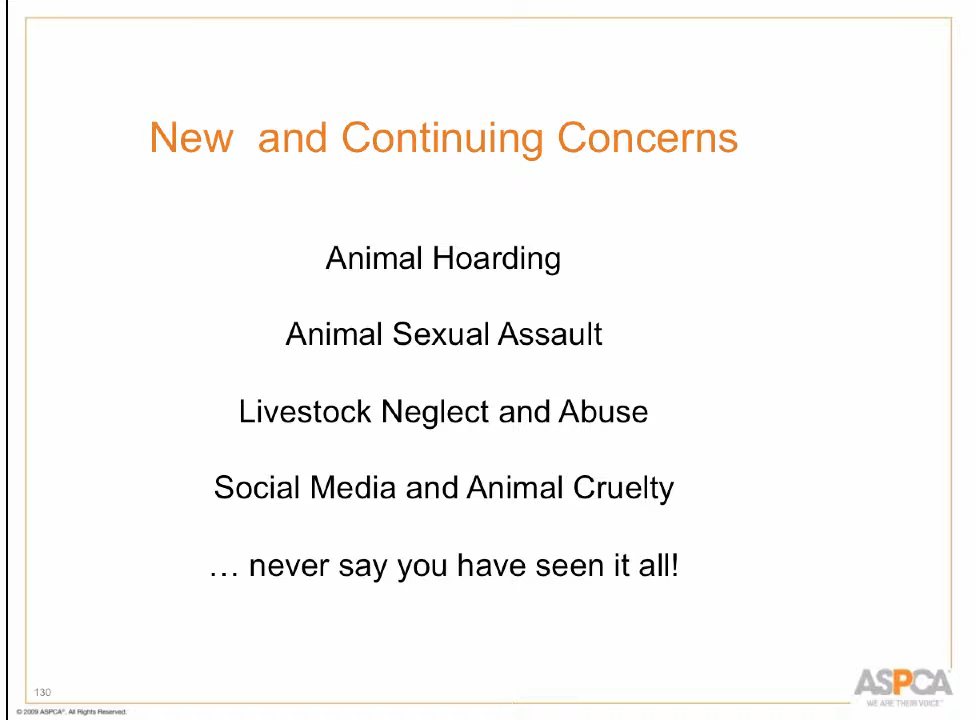 New  and Continuing Concerns
Animal Hoarding
Animal Sexual Assault
Livestock Neglect and Abuse
Social Media and Animal Cruelty
… never say you have seen it all!
130
ASPCA
WE ARE THEIR VOICE®
© 2009 ASPCA®. All Rights Reserved.